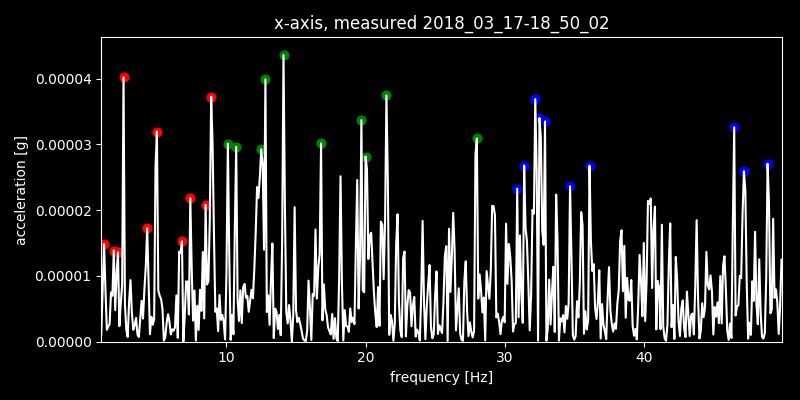 x-axis, measured 2018_03_17-18_50_02
acceleration [g]
0.00004
0.00003
0.00002
0.00001
0.00000
10 20 30 40
frequency [Hz]